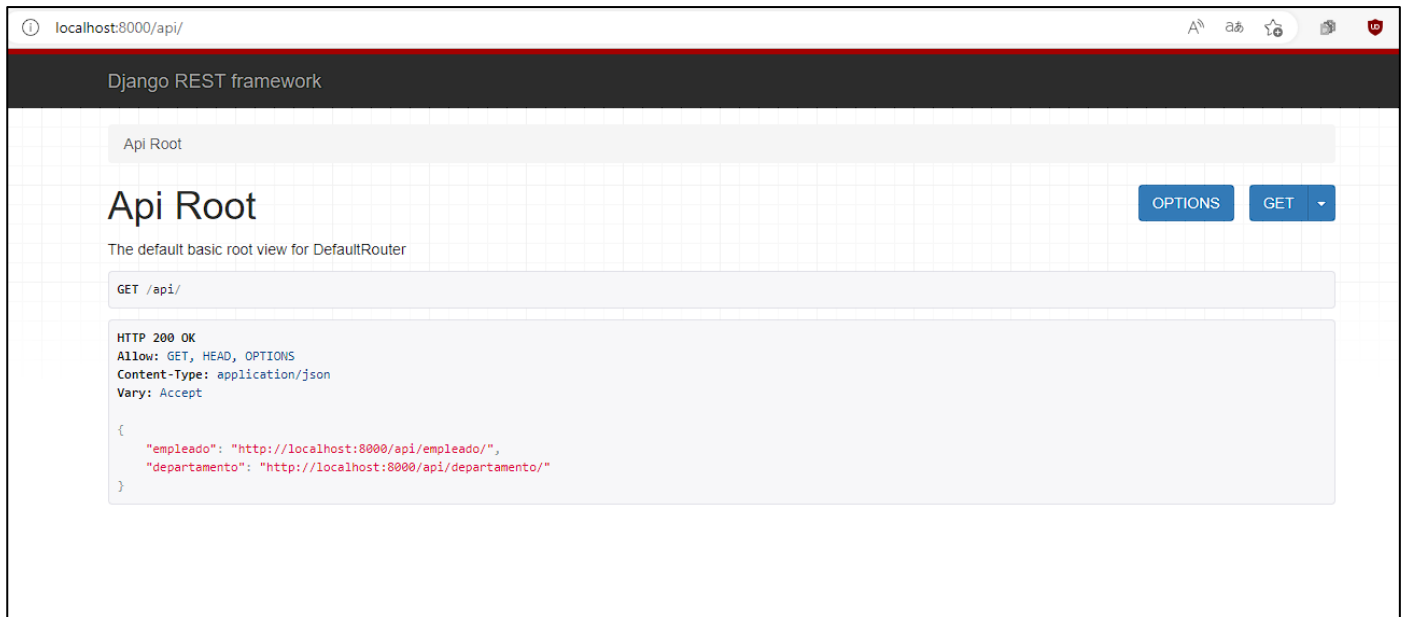 localhost:8000/api/
Django REST framework
Api Root
Api Root
OPTIONS
GET
The default basic root view for DefaultRouter
GET /api/
HTTP 200 OK
Allow: GET, HEAD, OPTIONS
Content-Type: application/json
Vary: Accept
{
"empleado": "http://localhost:8000/api/empleado/",
"departamento": "http://localhost:8000/api/departamento/"
}